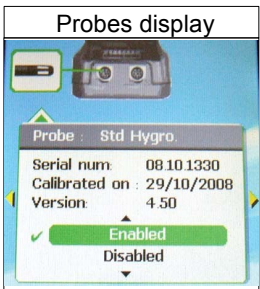 Probes display
Probe : Std Hygro.
Serial num: 08.10.1330
Calibrated on : 29/10/2008
Version: 4.50
Enabled
Disabled